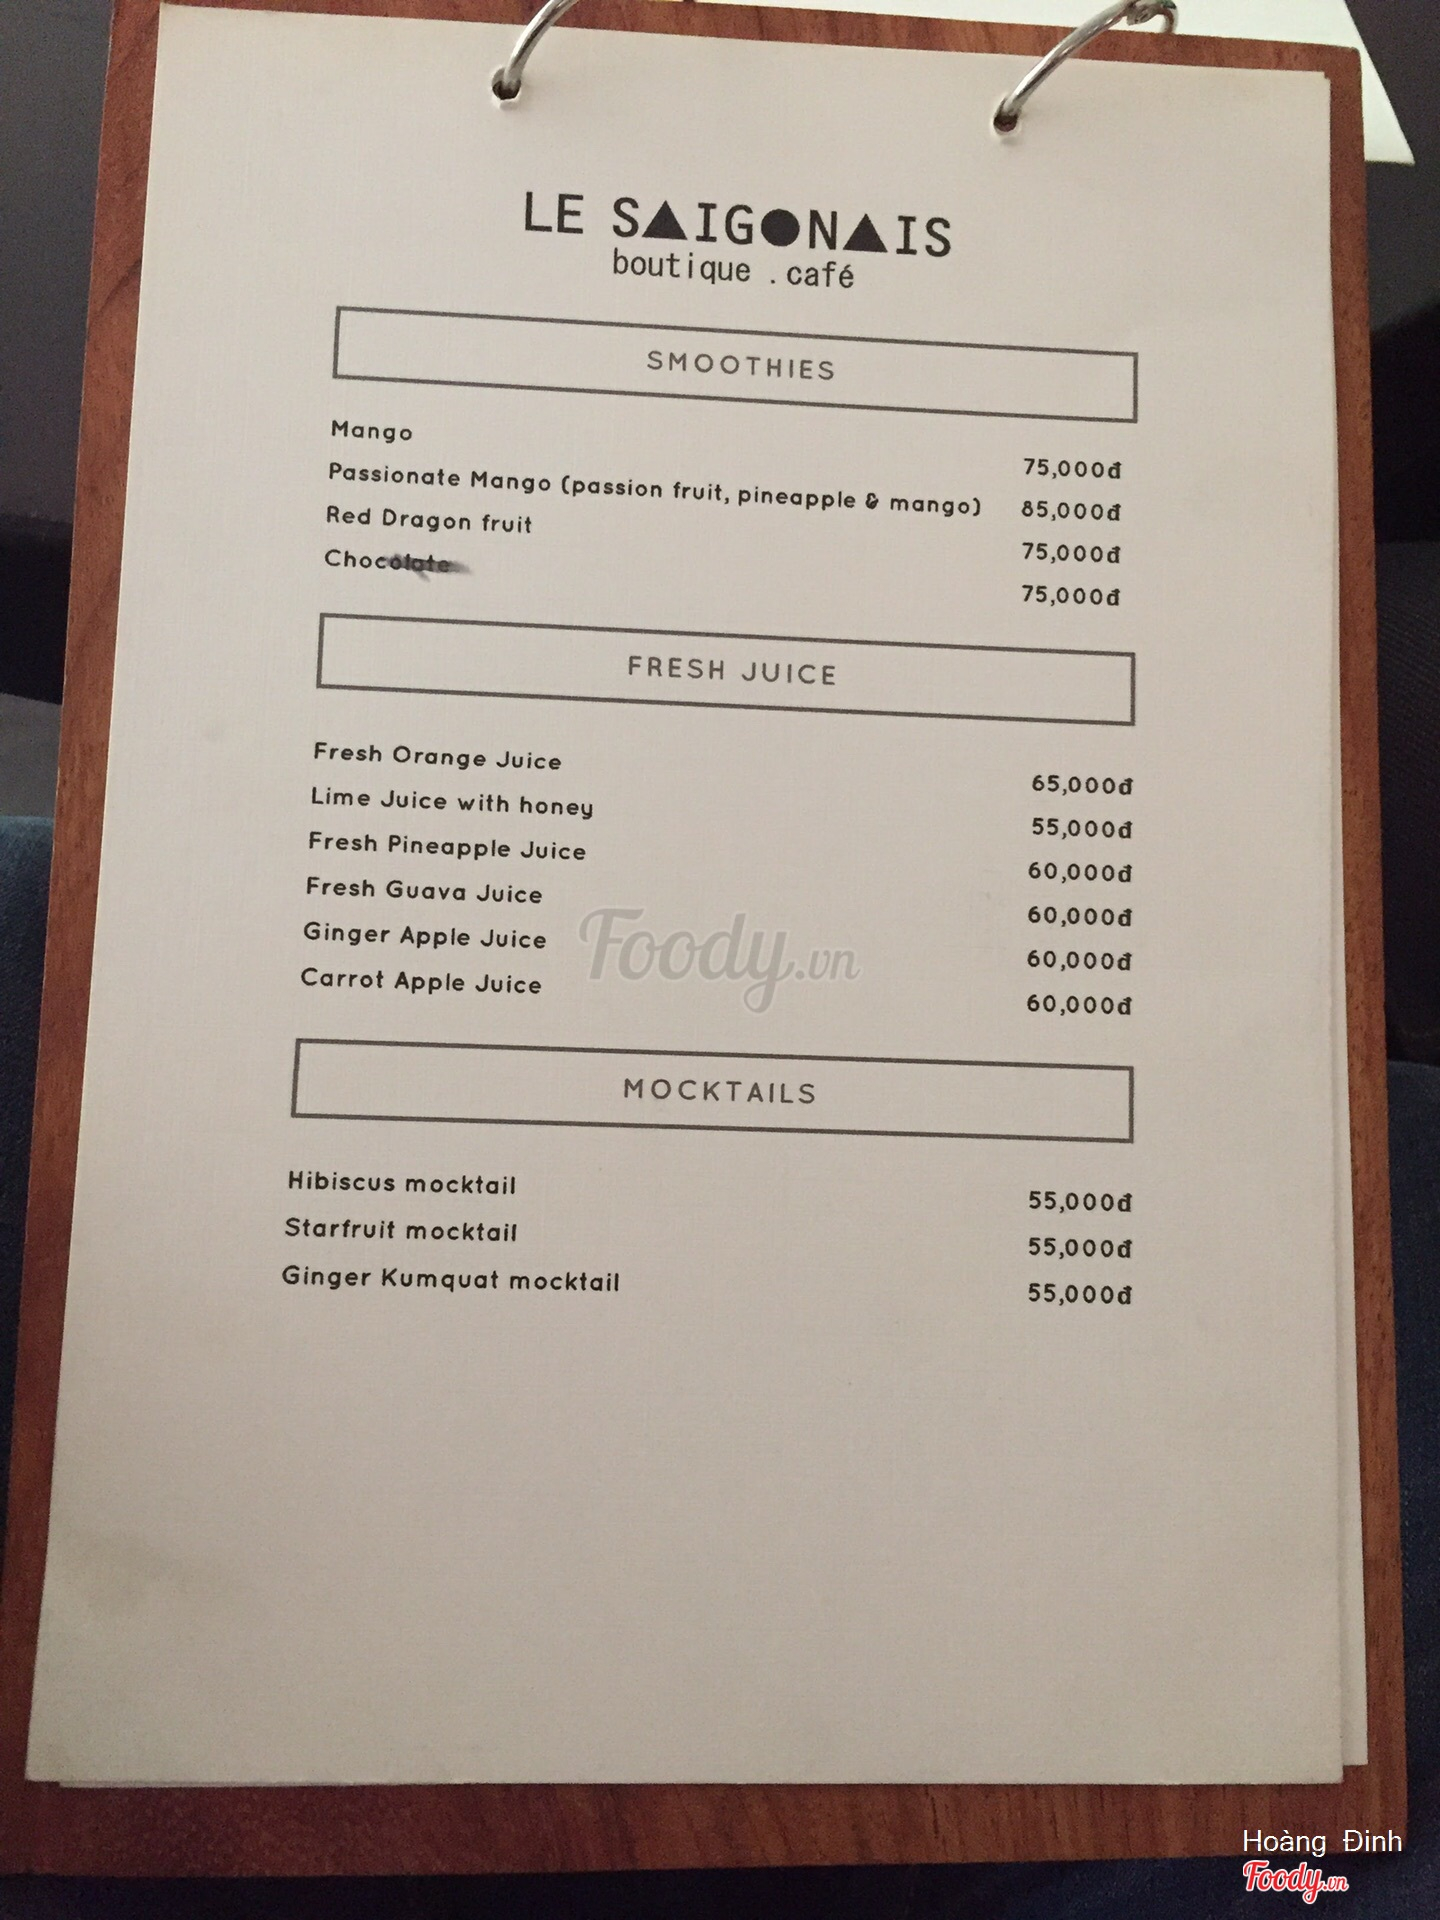 LE SAIGONAIS
boutique . café
SMOOTHIES
Mango 75,000đ
Passionate Mango (passion fruit, pineapple & mango) 85,000đ
Red Dragon fruit 75,000đ
Chocolate 75,000đ
FRESH JUICE
Fresh Orange Juice 65,000đ
Lime Juice with honey 55,000đ
Fresh Pineapple Juice 60,000đ
Fresh Guava Juice 60,000đ
Ginger Apple Juice 60,000đ
Carrot Apple Juice 60,000đ
Foody.vn
MOCKTAILS
Hibiscus mocktail 55,000đ
Starfruit mocktail 55,000đ
Ginger Kumquat mocktail 55,000đ
Hoàng Đinh
Foody.vn